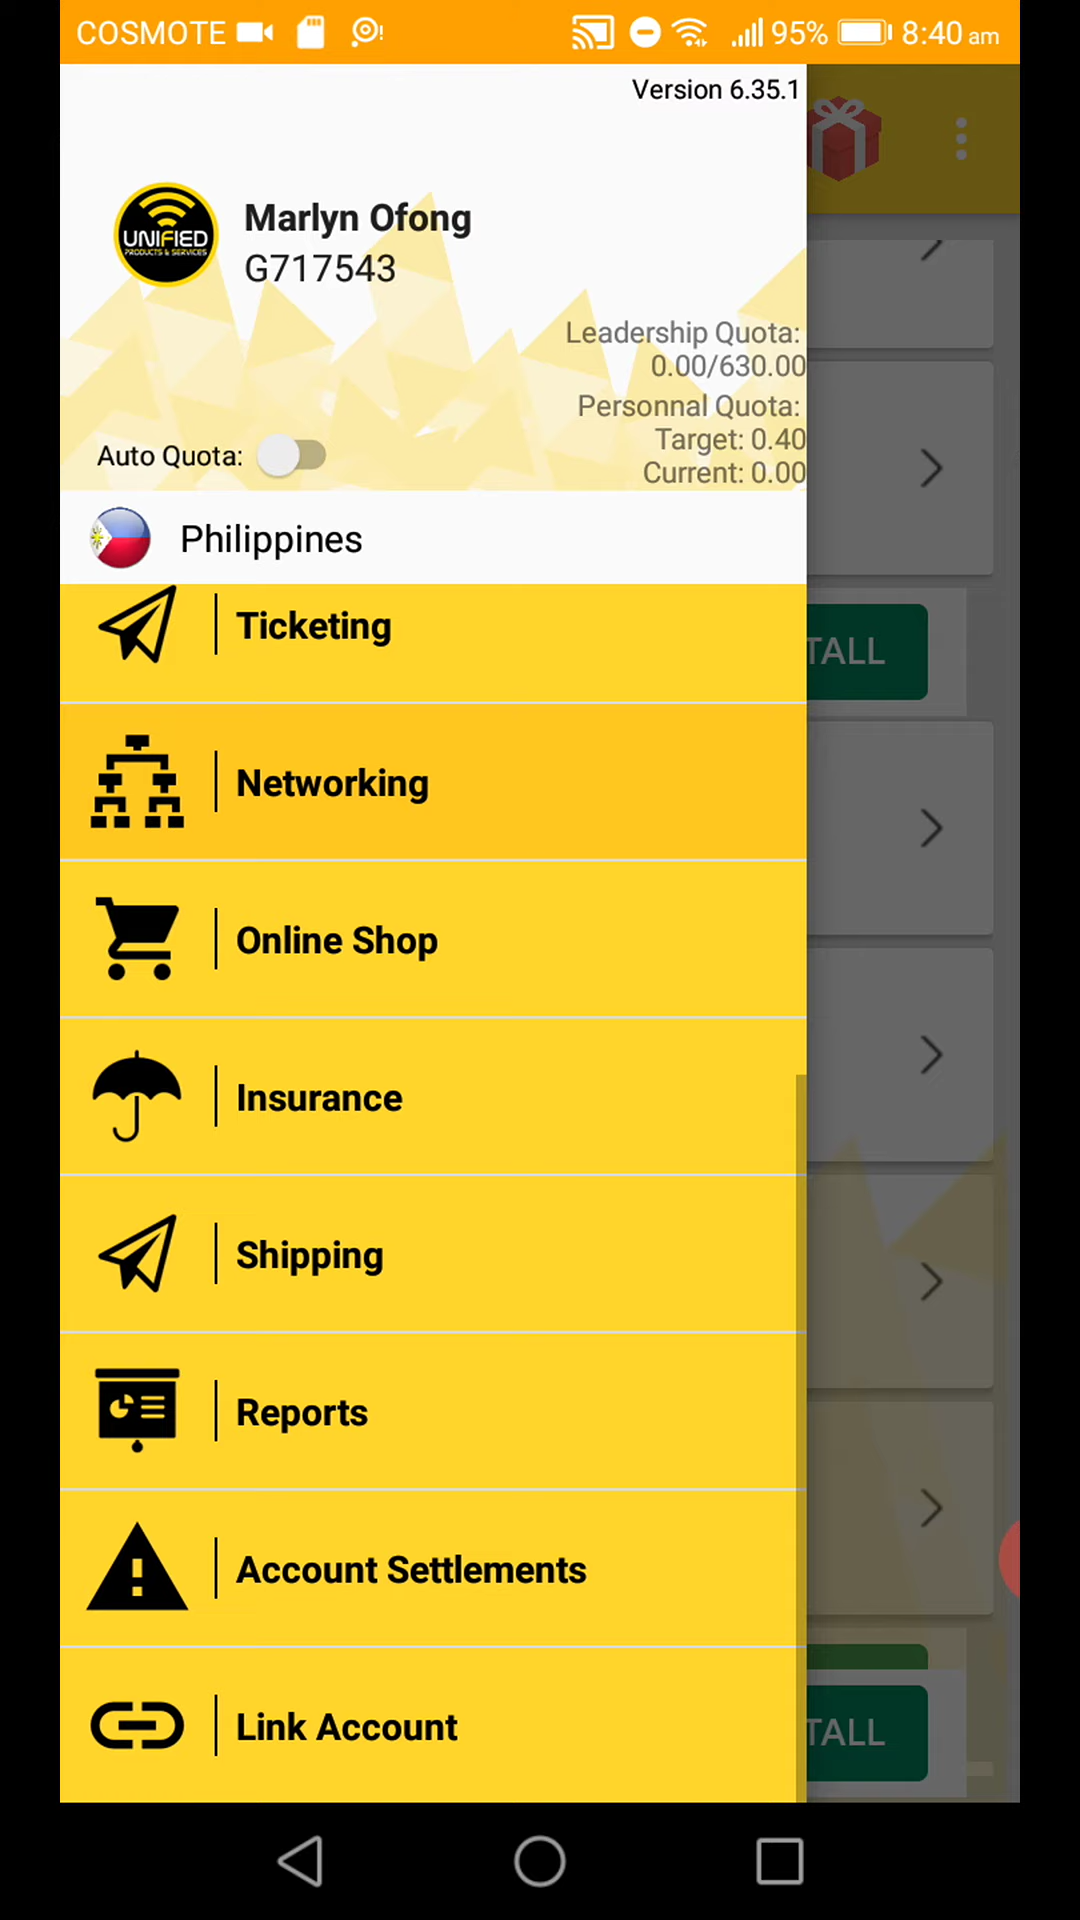 COSMOTE 95% 8:40 am
Version 6.35.1
UNIFIED
PRODUCTS & SERVICES
Marlyn Ofong
G717543
Leadership Quota:
0.00/630.00
Personnal Quota:
Target: 0.40
Auto Quota:
Current: 0.00
Philippines
Ticketing
TALL
Networking
Online Shop
Insurance
Shipping
Reports
Account Settlements
Link Account
TALL